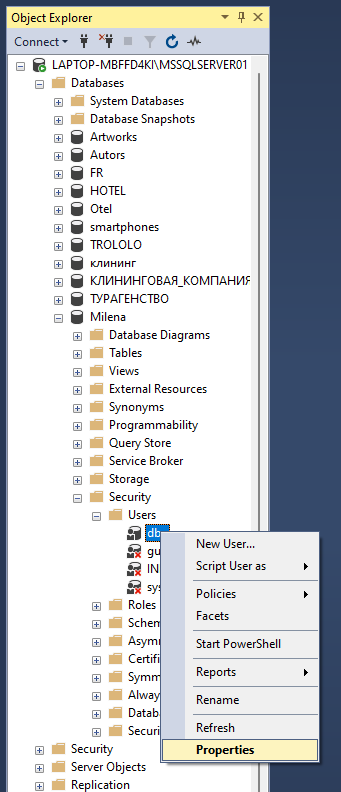 Object Explorer
Connect
LAPTOP-MBFFD4KI\MSSQLSERVER01
Databases
System Databases
Database Snapshots
Artworks
Autors
FR
HOTEL
Otel
smartphones
TROLOLO
клининг
КЛИНИНГОВАЯ_КОМПАНИЯ
ТУРАГЕНСТВО
Milena
Database Diagrams
Tables
Views
External Resources
Synonyms
Programmability
Query Store
Service Broker
Storage
Security
Users
db
gu
IN
sys
Roles
Schem
Asym
Certifi
Symm
Alway
Datab
Securi
New User...
Script User as
Policies
Facets
Start PowerShell
Reports
Rename
Refresh
Properties
Security
Server Objects
Replication